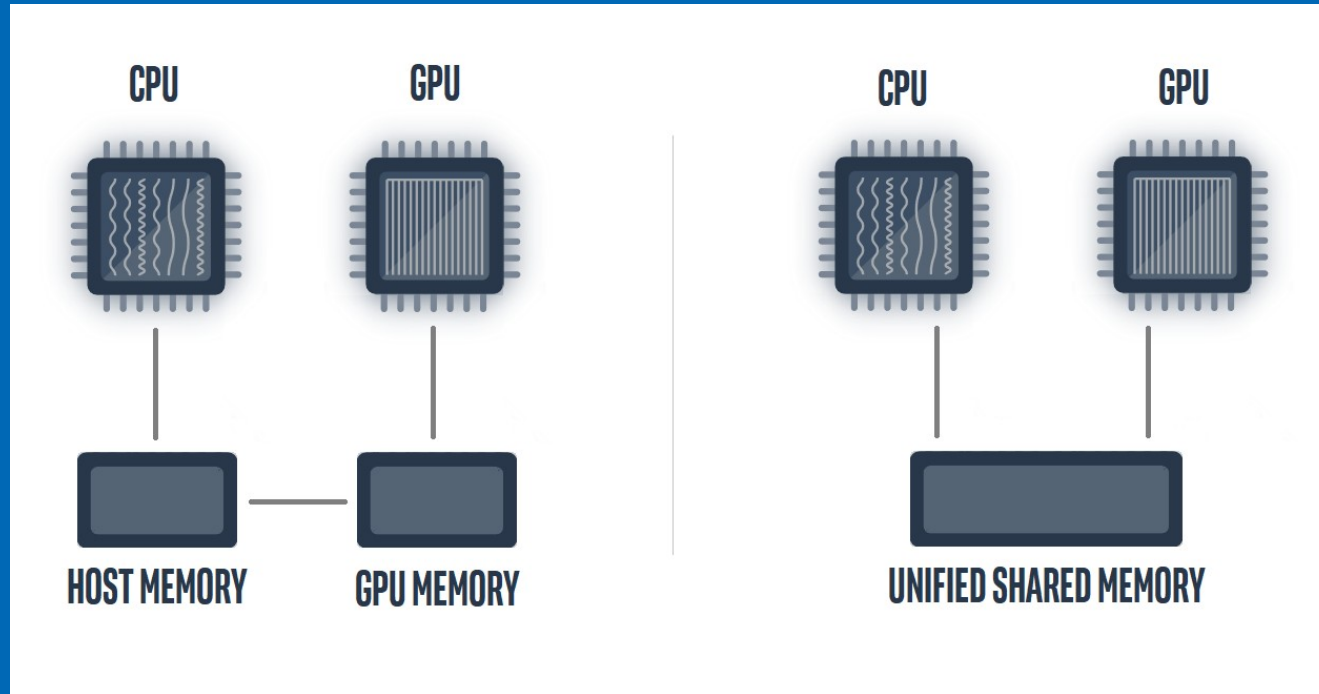 CPU
GPU
HOST MEMORY
GPU MEMORY
CPU
GPU
UNIFIED SHARED MEMORY